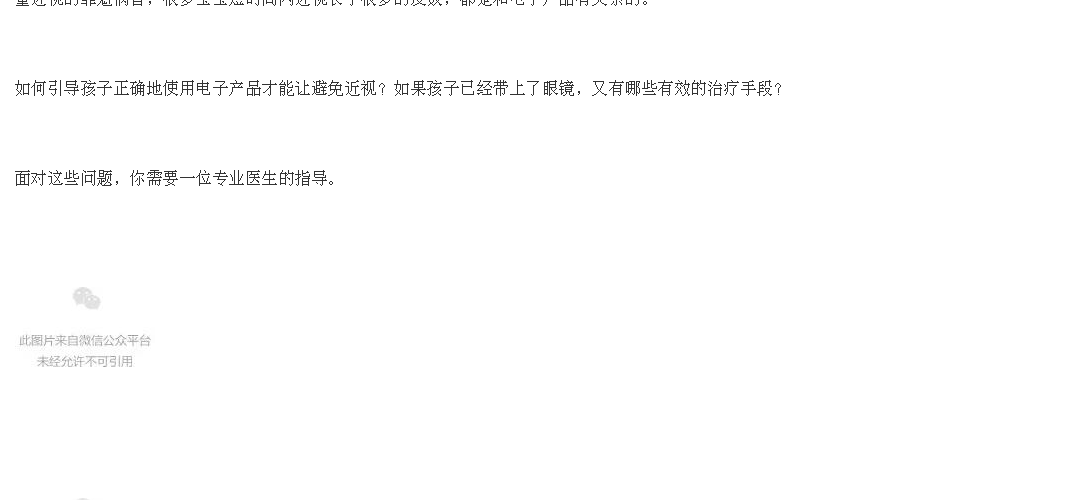 如何引导孩子正确地使用电子产品才能让避免近视？如果孩子已经带上了眼镜，又有哪些有效的治疗手段？
面对这些问题，你需要一位专业医生的指导。
此图片来自微信公众平台
未经允许不可引用